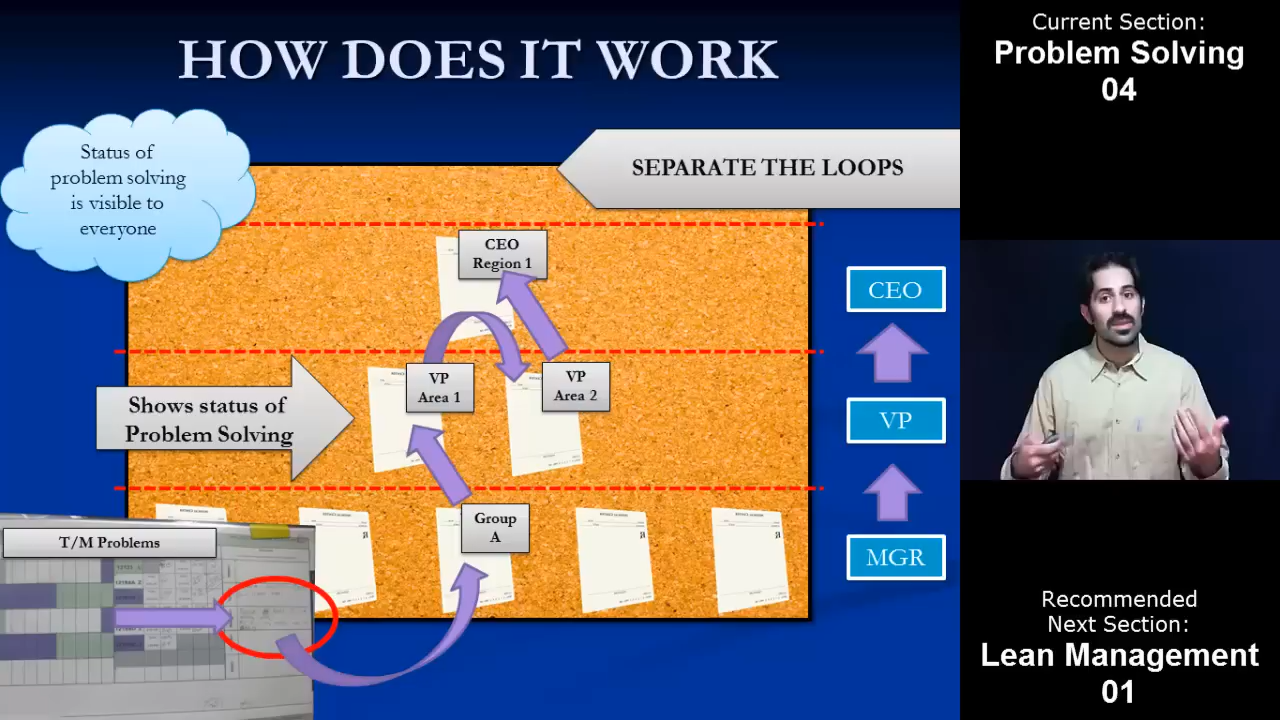 HOW DOES IT WORK
Status of
problem solving
is visible to
everyone
SEPARATE THE LOOPS
CEO
Region 1
VP
Area 1
VP
Area 2
Shows status of
Problem Solving
Group
A
T/M Problems
CEO
VP
MGR
Current Section:
Problem Solving
04
Recommended
Next Section:
Lean Management
01